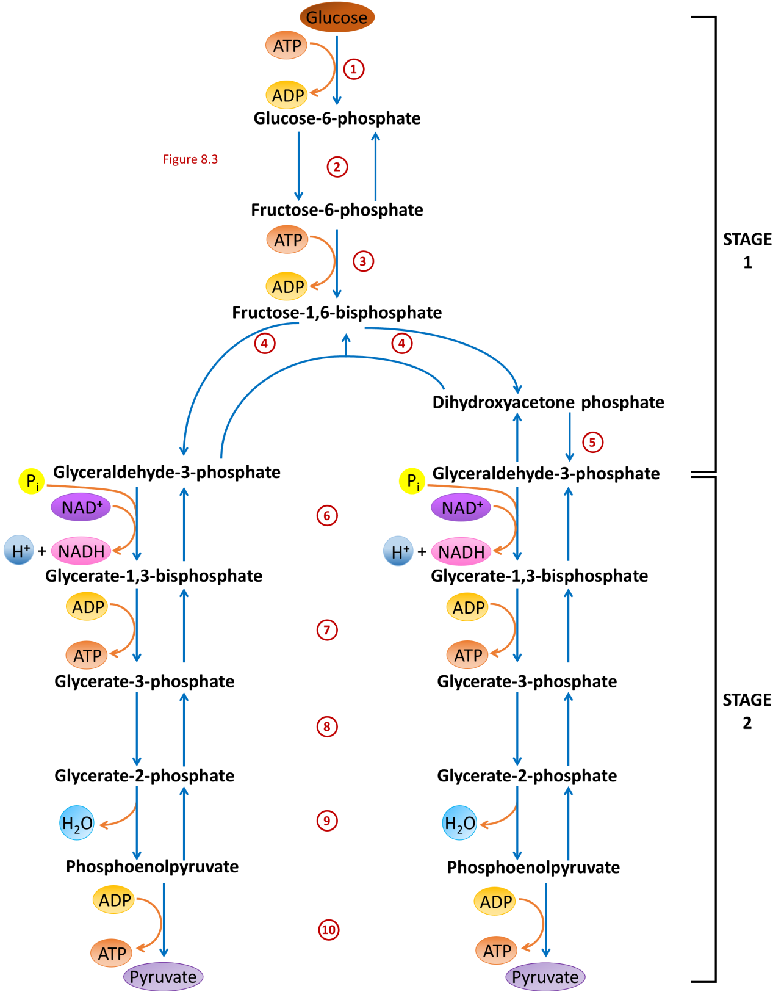 Glucose
ATP
1
ADP
Glucose-6-phosphate
Figure 8.3
2
Fructose-6-phosphate
ATP
3
ADP
STAGE
1
Fructose-1,6-bisphosphate
4
4
Dihydroxyacetone phosphate
5
Glyceraldehyde-3-phosphate
Glyceraldehyde-3-phosphate
Pi
Pi
NAD+
6
NAD+
H+ + NADH
H+ + NADH
Glycerate-1,3-bisphosphate
Glycerate-1,3-bisphosphate
ADP
ADP
7
ATP
ATP
Glycerate-3-phosphate
Glycerate-3-phosphate
STAGE
2
8
Glycerate-2-phosphate
Glycerate-2-phosphate
H2O
9
H2O
Phosphoenolpyruvate
Phosphoenolpyruvate
ADP
ADP
10
ATP
ATP
Pyruvate
Pyruvate